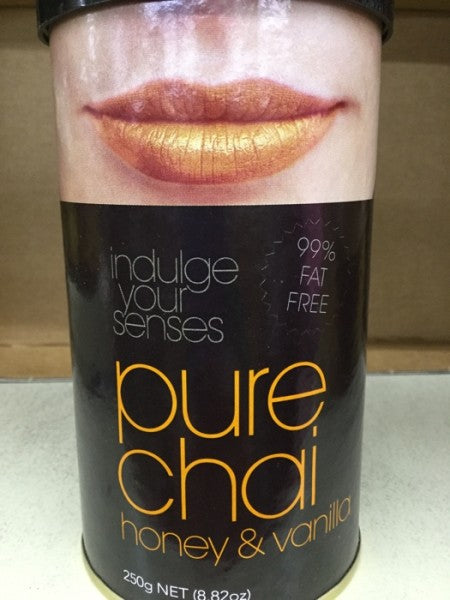 indulge
your
senses
99%
FAT
FREE
pure
chai
honey & vanilla
250g NET (8.82oz)